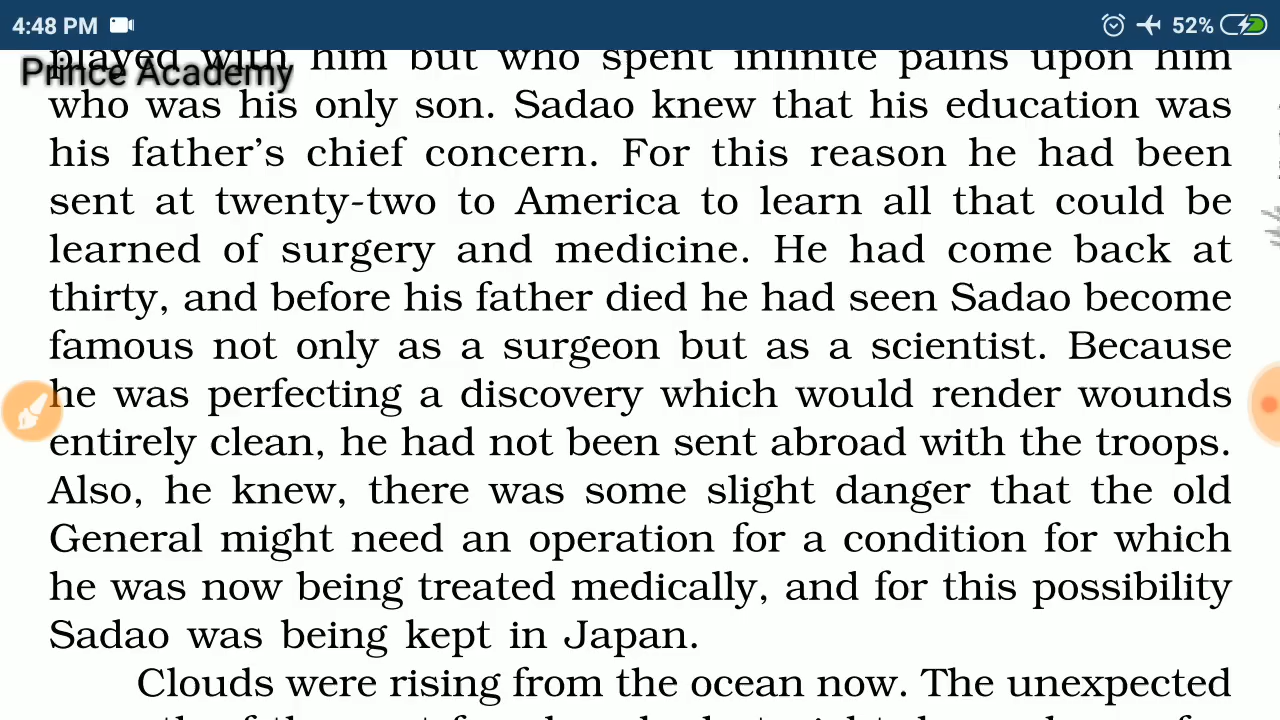 4:48 PM 52%
played with him but who spent infinite pains upon him
Prince Academy
who was his only son. Sadao knew that his education was
his father's chief concern. For this reason he had been
sent at twenty-two to America to learn all that could be
learned of surgery and medicine. He had come back at
thirty, and before his father died he had seen Sadao become
famous not only as a surgeon but as a scientist. Because
he was perfecting a discovery which would render wounds
entirely clean, he had not been sent abroad with the troops.
Also, he knew, there was some slight danger that the old
General might need an operation for a condition for which
he was now being treated medically, and for this possibility
Sadao was being kept in Japan.
Clouds were rising from the ocean now. The unexpected